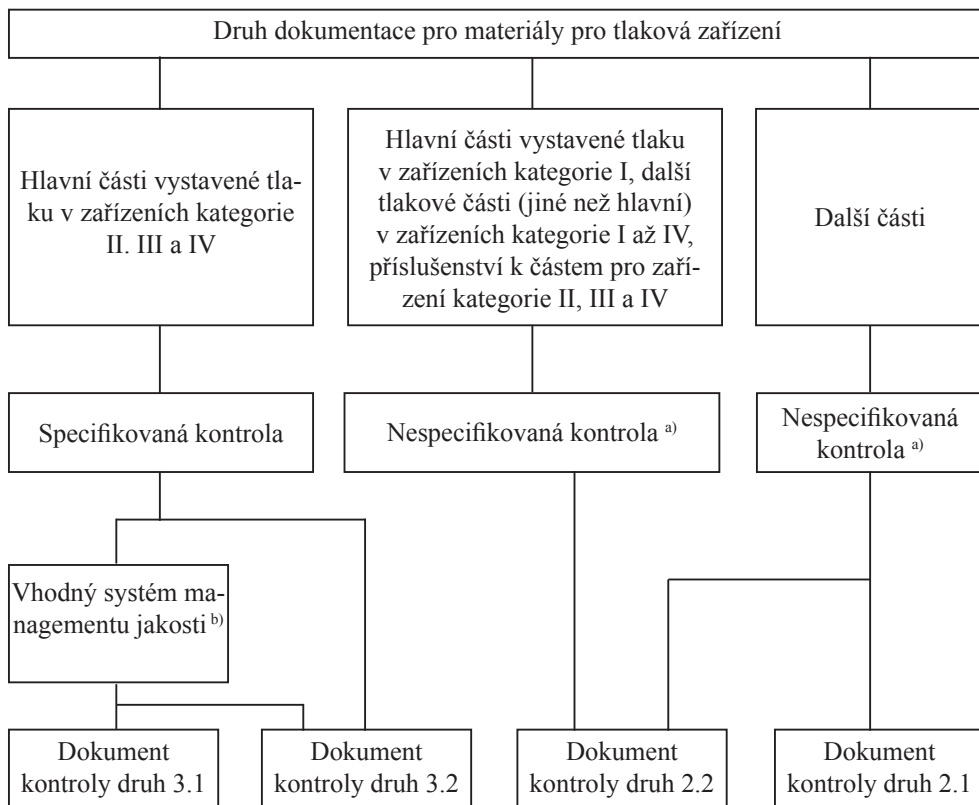 Druh dokumentace pro materiály pro tlaková zařízení
Hlavní části vystavené tla-
ku v zařízeních kategorie
II. III a IV
Hlavní části vystavené tlaku
v zařízeních kategorie I, další
tlakové části (jiné než hlavní)
v zařízeních kategorie I až IV,
příslušenství k částem pro zaří-
zení kategorie II, III a IV
Další části
Specifikovaná kontrola
Nespecifikovaná kontrola a)
Nespecifikovaná
kontrola a)
Vhodný systém ma-
nagementu jakosti b)
Dokument
kontroly druh 3.1
Dokument
kontroly druh 3.2
Dokument
kontroly druh 2.2
Dokument
kontroly druh 2.1